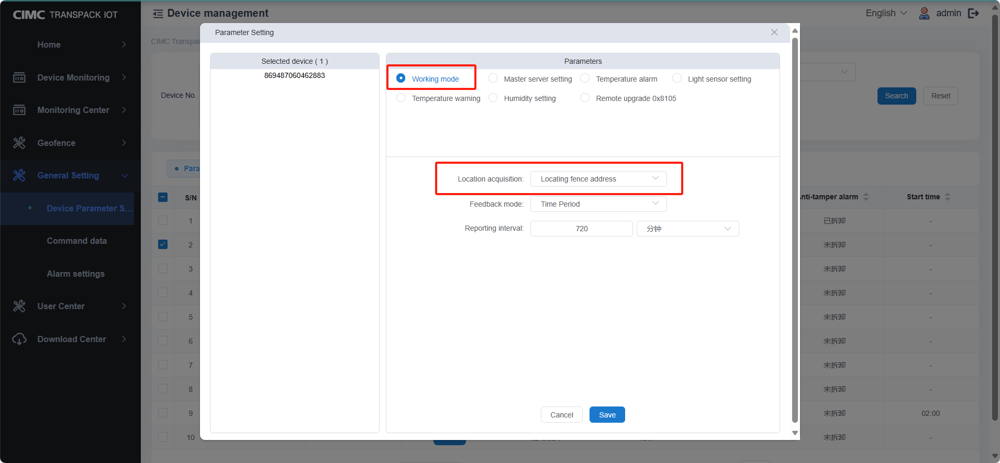 CIMC TRANSPACK IOT
Device management
English
admin
Home
Device Monitoring
Monitoring Center
Geofence
General Setting
Device Parameter S...
Command data
Alarm settings
User Center
Download Center
CIMC Transpac
Device No.
Search
Reset
Para
S/N
Anti-tamper alarm
Start time
1
已拆卸
-
2
未拆卸
-
3
未拆卸
-
4
未拆卸
-
5
未拆卸
-
6
未拆卸
-
7
未拆卸
-
8
未拆卸
-
9
未拆卸
02:00
10
未拆卸
-
Parameter Setting
Selected device ( 1 )
869487060462883
Parameters
Working mode
Master server setting
Temperature alarm
Light sensor setting
Temperature warning
Humidity setting
Remote upgrade 0x8105
Location acquisition:
Locating fence address
Feedback mode:
Time Period
Reporting interval:
720
分钟
Cancel
Save